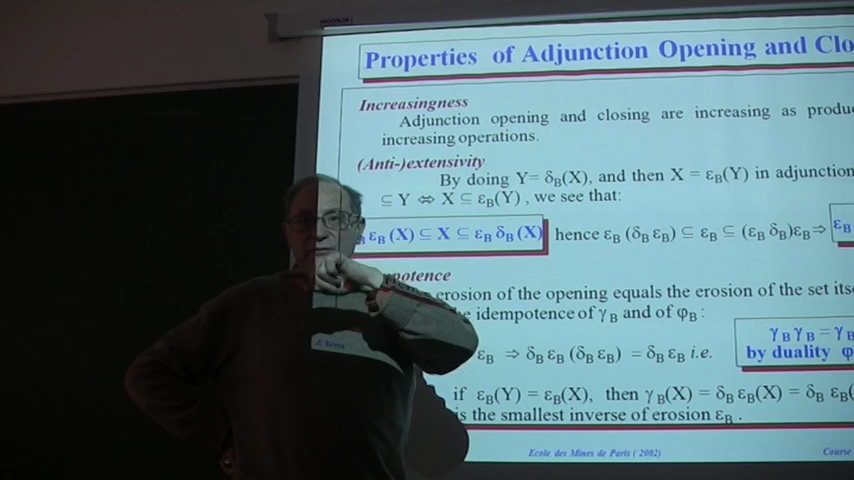 Properties of Adjunction Opening and Clo
Increasingness
Adjunction opening and closing are increasing as produ
increasing operations.
(Anti-)extensivity
By doing Y= δB(X), and then X = εB(Y) in adjunction
⊆ Y ⇔ X ⊆ εB(Y) , we see that:
B εB (X) ⊆ X ⊆ εB δB (X) hence εB (δB εB) ⊆ εB ⊆ (εB δB)εB⇒ εB
potence
erosion of the opening equals the erosion of the set its
e idempotence of γB and of φB :
εB ⇒ δB εB (δB εB) = δB εB i.e.
γB γB = γB
by duality φ
if εB(Y) = εB(X), then γB(X) = δB εB(X) = δB εB(
is the smallest inverse of erosion εB .
J. Serra
Ecole des Mines de Paris ( 2002)
Course